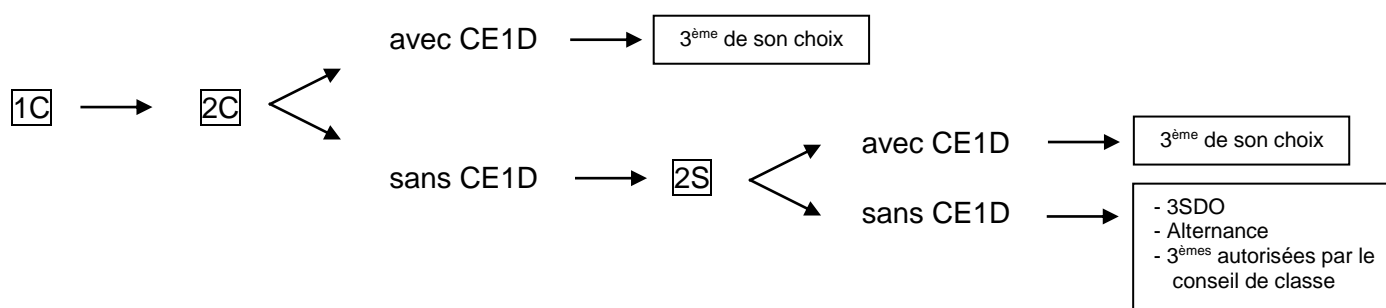 avec CE1D
3ème de son choix
1C
2C
avec CE1D
3ème de son choix
sans CE1D
2S
sans CE1D
- 3SDO
- Alternance
- 3èmes autorisées par le
conseil de classe